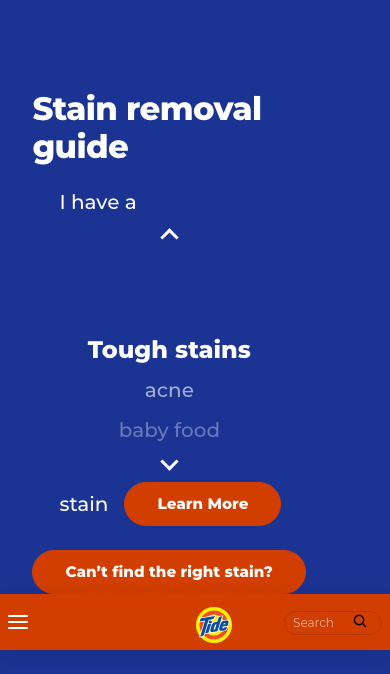 Stain removal
guide
I have a
Tough stains
acne
baby food
stain
Learn More
Can’t find the right stain?
Tide
Search